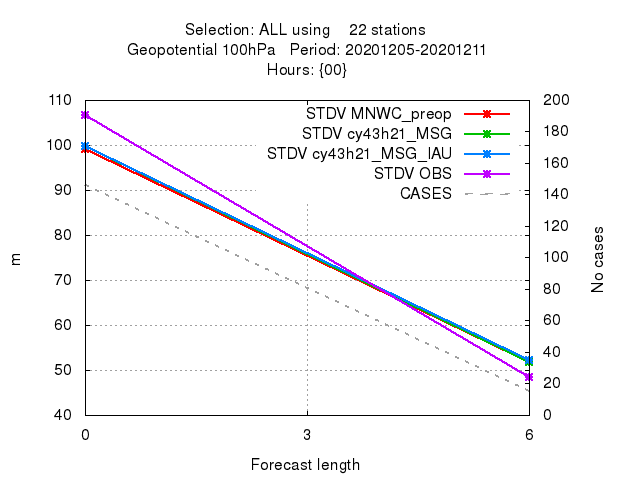 Selection: ALL using    22 stations
Geopotential 100hPa   Period: 20201205-20201211
Hours: {00}
110
100
90
80
70
60
50
40
m
200
180
160
140
120
100
80
60
40
20
0
No cases
STDV MNWC_preop
STDV cy43h21_MSG
STDV cy43h21_MSG_IAU
STDV OBS
CASES
0
3
6
Forecast length